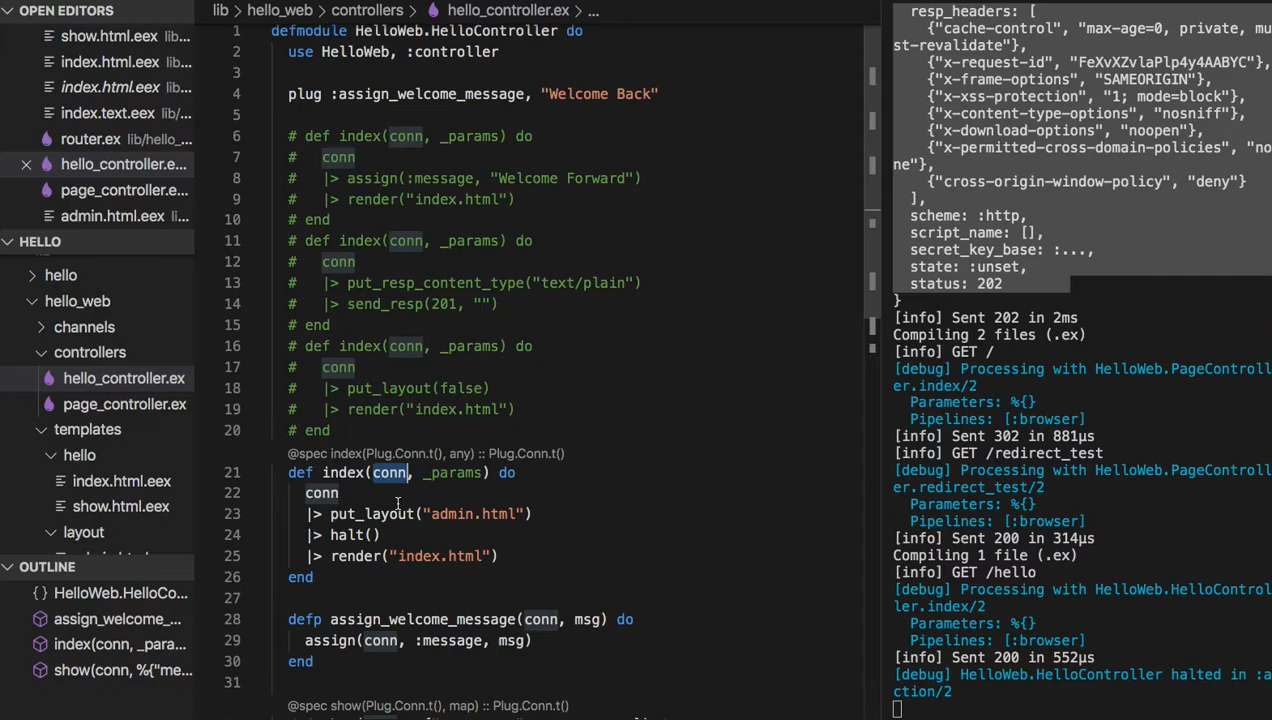 OPEN EDITORS
show.html.eex lib...
index.html.eex lib...
index.html.eex lib/...
index.text.eex lib/...
router.ex lib/hello_...
hello_controller.e...
page_controller.e...
admin.html.eex li...
HELLO
hello
hello_web
channels
controllers
hello_controller.ex
page_controller.ex
templates
hello
index.html.eex
show.html.eex
layout
OUTLINE
HelloWeb.HelloCo...
assign_welcome_...
index(conn, _para...
show(conn, %{"me...
lib > hello_web > controllers > hello_controller.ex > ...
1 defmodule HelloWeb.HelloController do
2 use HelloWeb, :controller
3
4 plug :assign_welcome_message, "Welcome Back"
5
6 # def index(conn, _params) do
7 # conn
8 # |> assign(:message, "Welcome Forward")
9 # |> render("index.html")
10 # end
11 # def index(conn, _params) do
12 # conn
13 # |> put_resp_content_type("text/plain")
14 # |> send_resp(201, "")
15 # end
16 # def index(conn, _params) do
17 # conn
18 # |> put_layout(false)
19 # |> render("index.html")
20 # end
@spec index(Plug.Conn.t(), any) :: Plug.Conn.t()
21 def index(conn, _params) do
22 conn
23 |> put_layout("admin.html")
24 |> halt()
25 |> render("index.html")
26 end
27
28 defp assign_welcome_message(conn, msg) do
29 assign(conn, :message, msg)
30 end
31
@spec show(Plug.Conn.t(), map) :: Plug.Conn.t()
resp_headers: [
{"cache-control", "max-age=0, private, mu
st-revalidate"},
{"x-request-id", "FeXvXZvlaPlp4y4AABYC"},
{"x-frame-options", "SAMEORIGIN"},
{"x-xss-protection", "1; mode=block"},
{"x-content-type-options", "nosniff"},
{"x-download-options", "noopen"},
{"x-permitted-cross-domain-policies", "no
ne"},
{"cross-origin-window-policy", "deny"}
],
scheme: :http,
script_name: [],
secret_key_base: :...,
state: :unset,
status: 202
}
[info] Sent 202 in 2ms
Compiling 2 files (.ex)
[info] GET /
[debug] Processing with HelloWeb.PageControll
er.index/2
Parameters: %{}
Pipelines: [:browser]
[info] Sent 302 in 881µs
[info] GET /redirect_test
[debug] Processing with HelloWeb.PageControll
er.redirect_test/2
Parameters: %{}
Pipelines: [:browser]
[info] Sent 200 in 314µs
Compiling 1 file (.ex)
[info] GET /hello
[debug] Processing with HelloWeb.HelloControl
ler.index/2
Parameters: %{}
Pipelines: [:browser]
[info] Sent 200 in 552µs
[debug] HelloWeb.HelloController halted in :a
ction/2